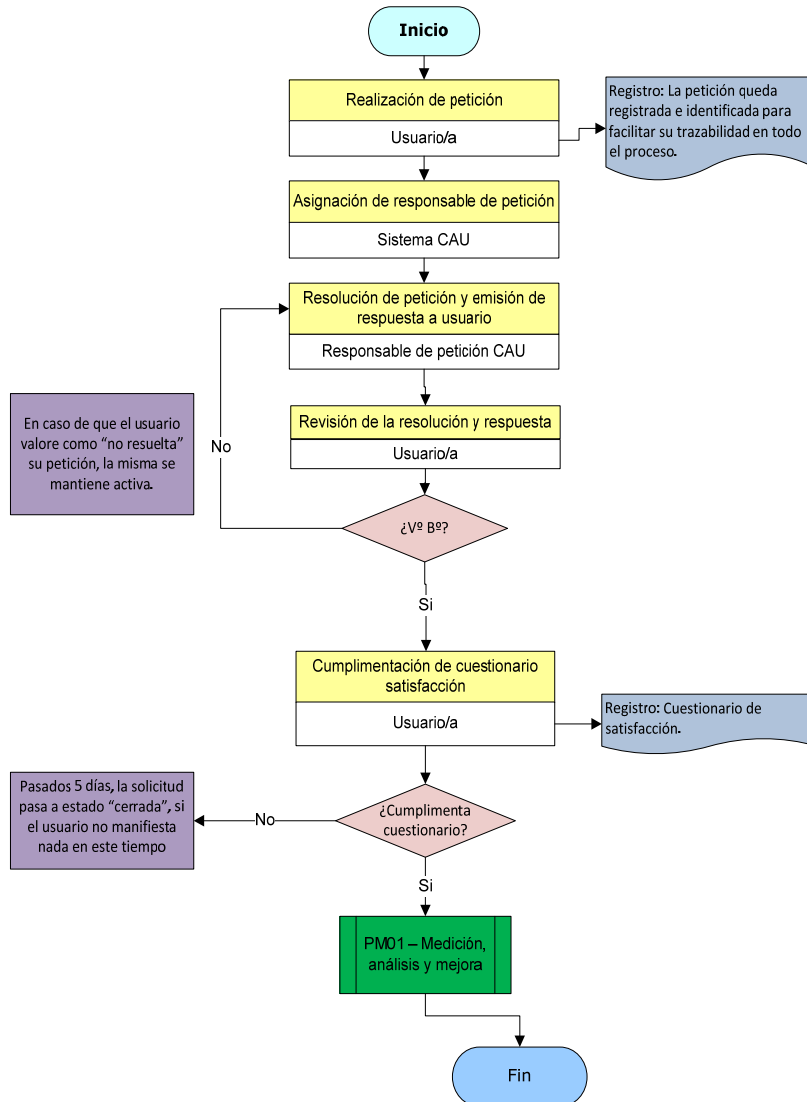 Inicio
Realización de petición
Usuario/a
Registro: La petición queda
registrada e identificada para
facilitar su trazabilidad en todo
el proceso.
Asignación de responsable de petición
Sistema CAU
Resolución de petición y emisión de
respuesta a usuario
Responsable de petición CAU
Revisión de la resolución y respuesta
Usuario/a
En caso de que el usuario
valore como “no resuelta”
su petición, la misma se
mantiene activa.
No
¿Vº Bº?
Si
Cumplimentación de cuestionario
satisfacción
Usuario/a
Registro: Cuestionario de
satisfacción.
Pasados 5 días, la solicitud
pasa a estado “cerrada”, si
el usuario no manifiesta
nada en este tiempo
No
¿Cumplimenta
cuestionario?
Si
PM01 – Medición,
análisis y mejora
Fin